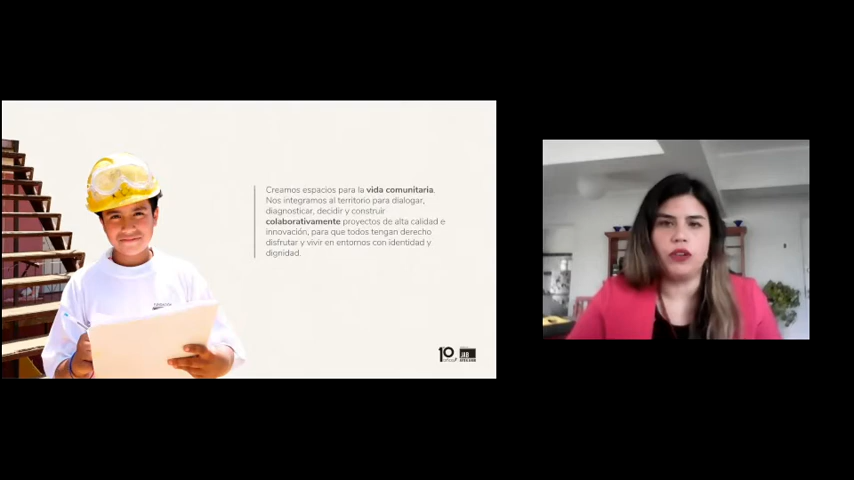 Creamos espacios para la vida comunitaria.
Nos integramos al territorio para dialogar,
diagnosticar, decidir y construir
colaborativamente proyectos de alta calidad e
innovación, para que todos tengan derecho
disfrutar y vivir en entornos con identidad y
dignidad.
10